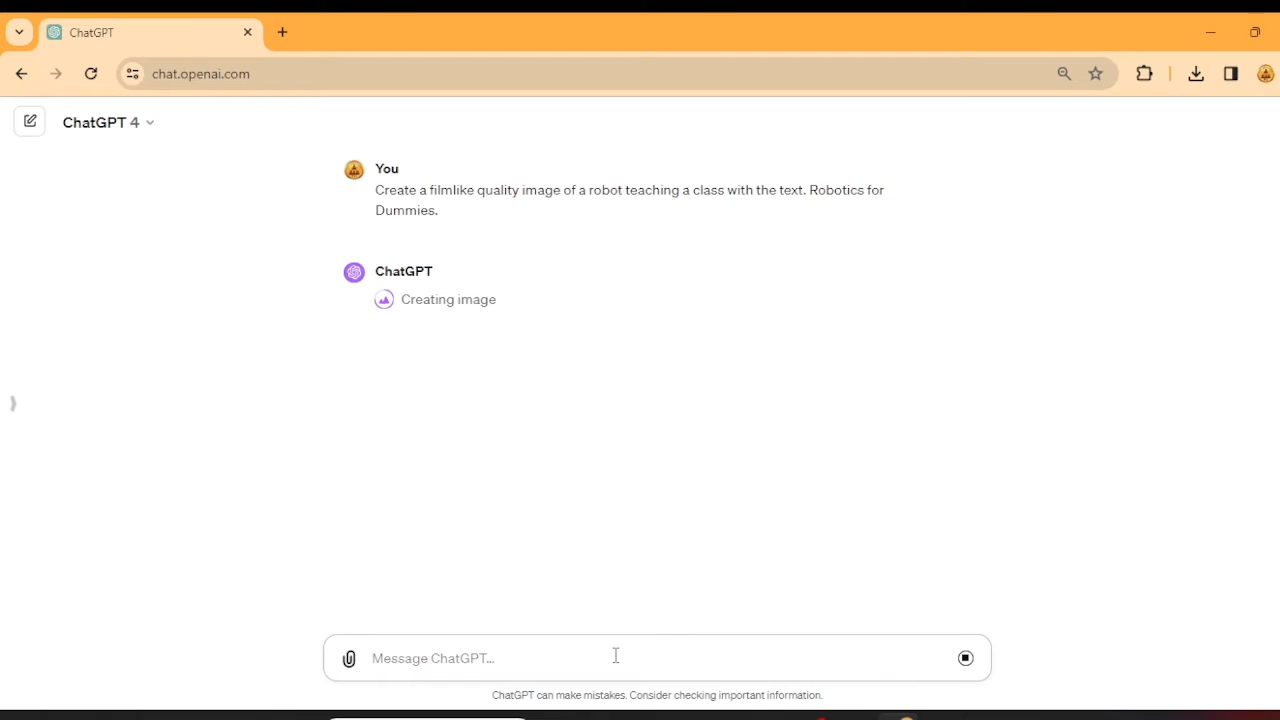 ChatGPT
chat.openai.com
ChatGPT 4
You
Create a filmlike quality image of a robot teaching a class with the text. Robotics for
Dummies.
ChatGPT
Creating image
Message ChatGPT...
ChatGPT can make mistakes. Consider checking important information.